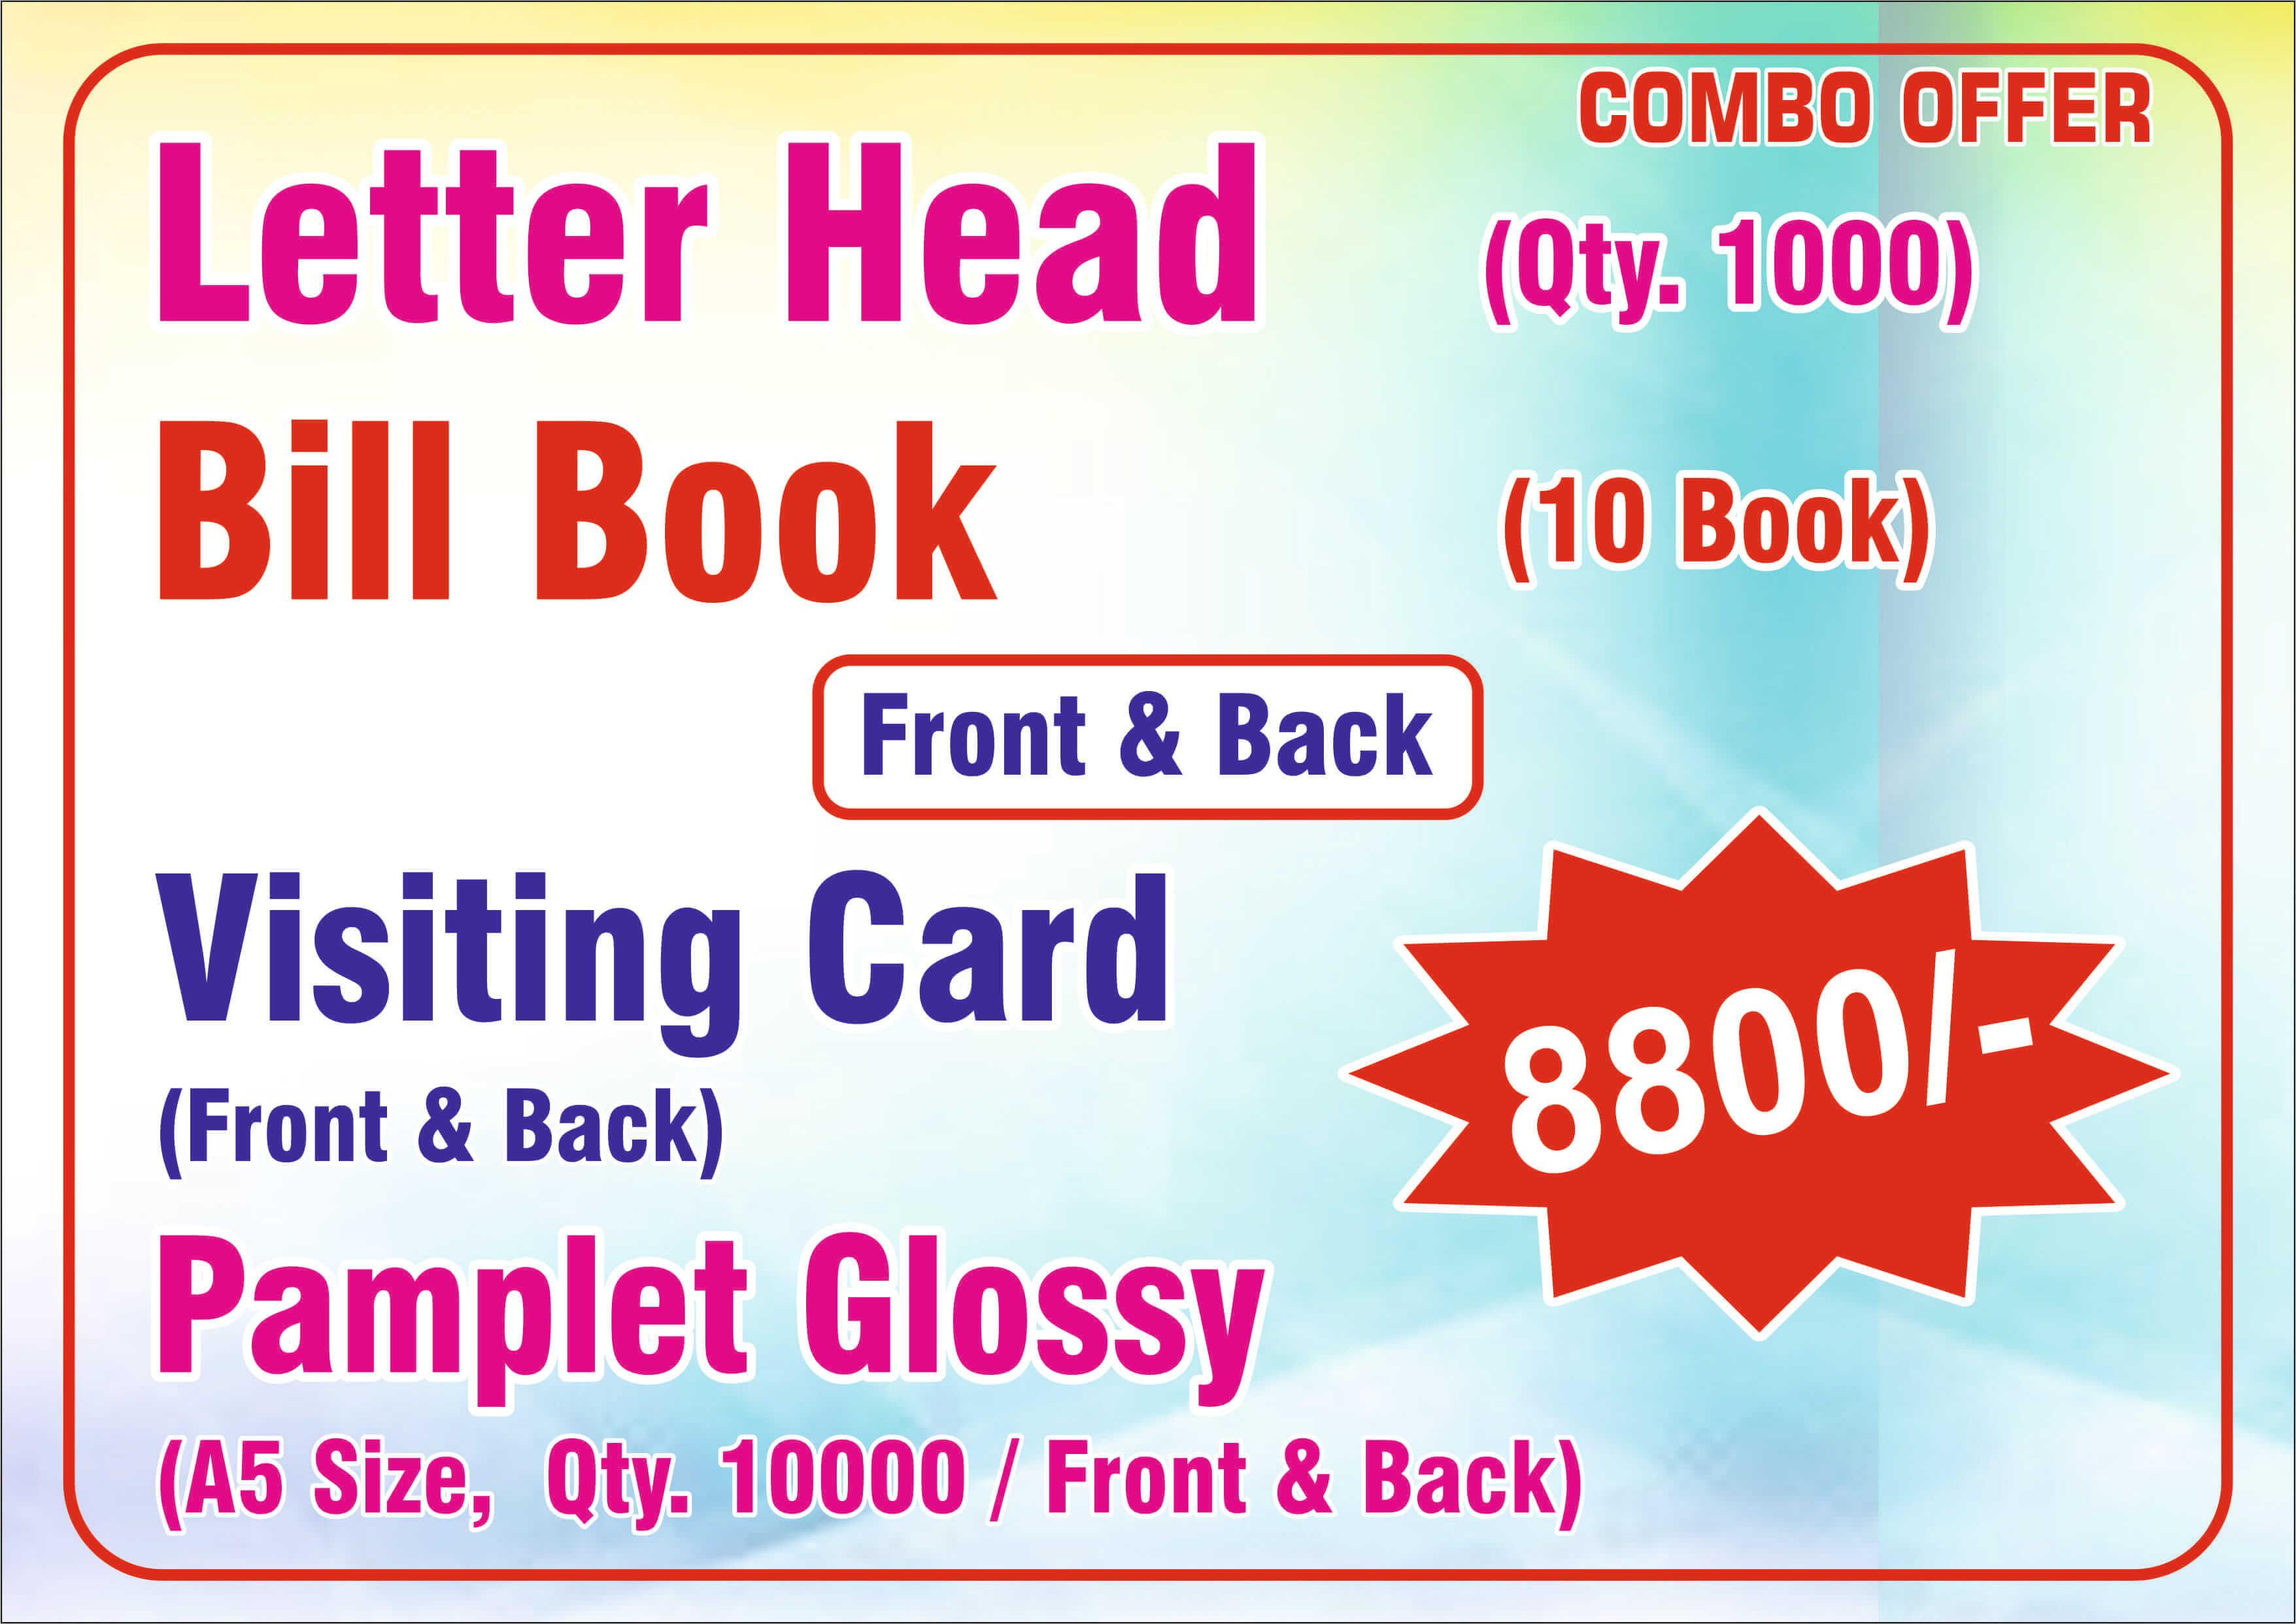 COMBO OFFER
Letter Head (Qty. 1000)
Bill Book (10 Book)
Front & Back
Visiting Card
(Front & Back)
8800/-
Pamplet Glossy
(A5 Size, Qty. 10000 / Front & Back)